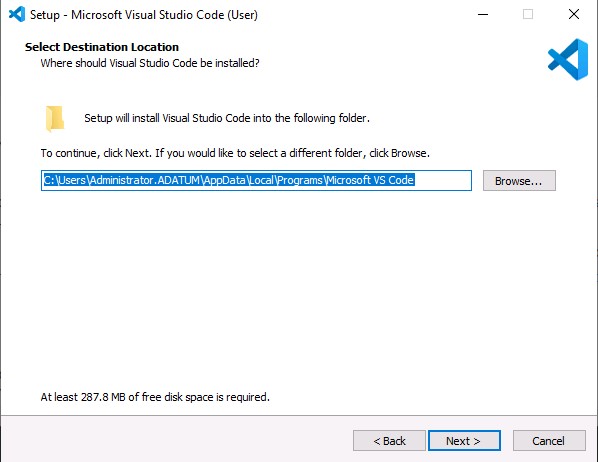 Setup - Microsoft Visual Studio Code (User)
Select Destination Location
Where should Visual Studio Code be installed?
Setup will install Visual Studio Code into the following folder.
To continue, click Next. If you would like to select a different folder, click Browse.
C:\Users\Administrator.ADATUM\AppData\Local\Programs\Microsoft VS Code
Browse...
At least 287.8 MB of free disk space is required.
< Back
Next >
Cancel